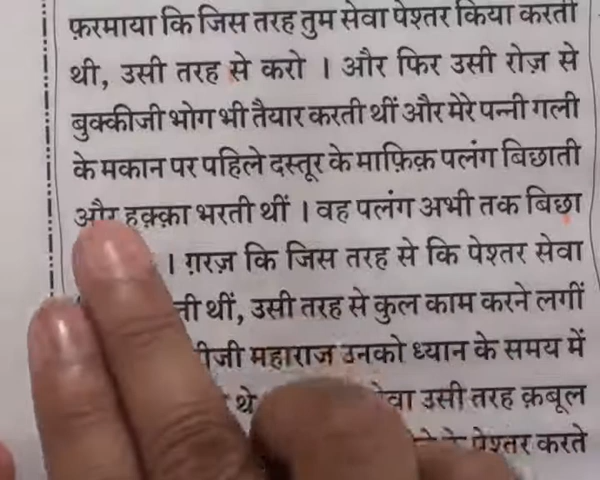 फ़रमाया कि जिस तरह तुम सेवा पेश्तर किया करती
थी, उसी तरह से करो । और फिर उसी रोज़ से
बुक्कीजी भोग भी तैयार करती थीं और मेरे पन्नी गली
के मकान पर पहिले दस्तूर के माफ़िक़ पलंग बिछाती
और हुक़्क़ा भरती थीं । वह पलंग अभी तक बिछा
। ग़रज़ कि जिस तरह से कि पेश्तर सेवा
थीं, उसी तरह से कुल काम करने लगीं
महाराज उनको ध्यान के समय में
थे उसी तरह क़बूल
पेश्तर करते